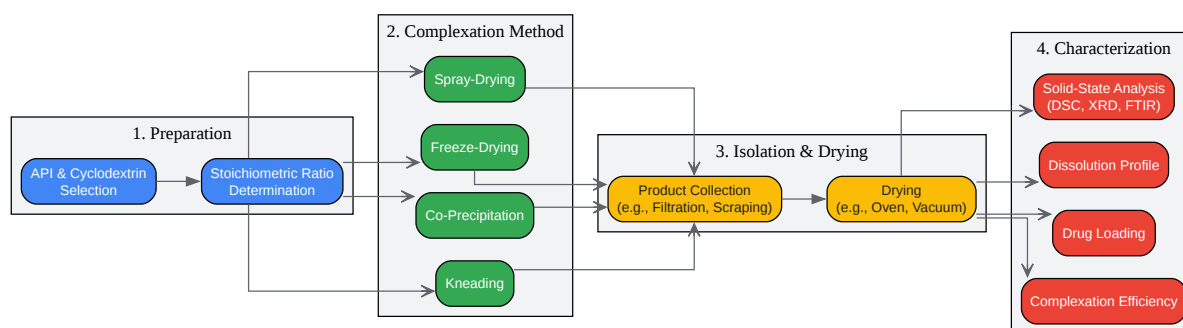 1. Preparation
API & Cyclodextrin
Selection
Stoichiometric Ratio
Determination
2. Complexation Method
Spray-Drying
Freeze-Drying
Co-Precipitation
Kneading
3. Isolation & Drying
Product Collection
(e.g., Filtration, Scraping)
Drying
(e.g., Oven, Vacuum)
4. Characterization
Solid-State Analysis
(DSC, XRD, FTIR)
Dissolution Profile
Drug Loading
Complexation Efficiency